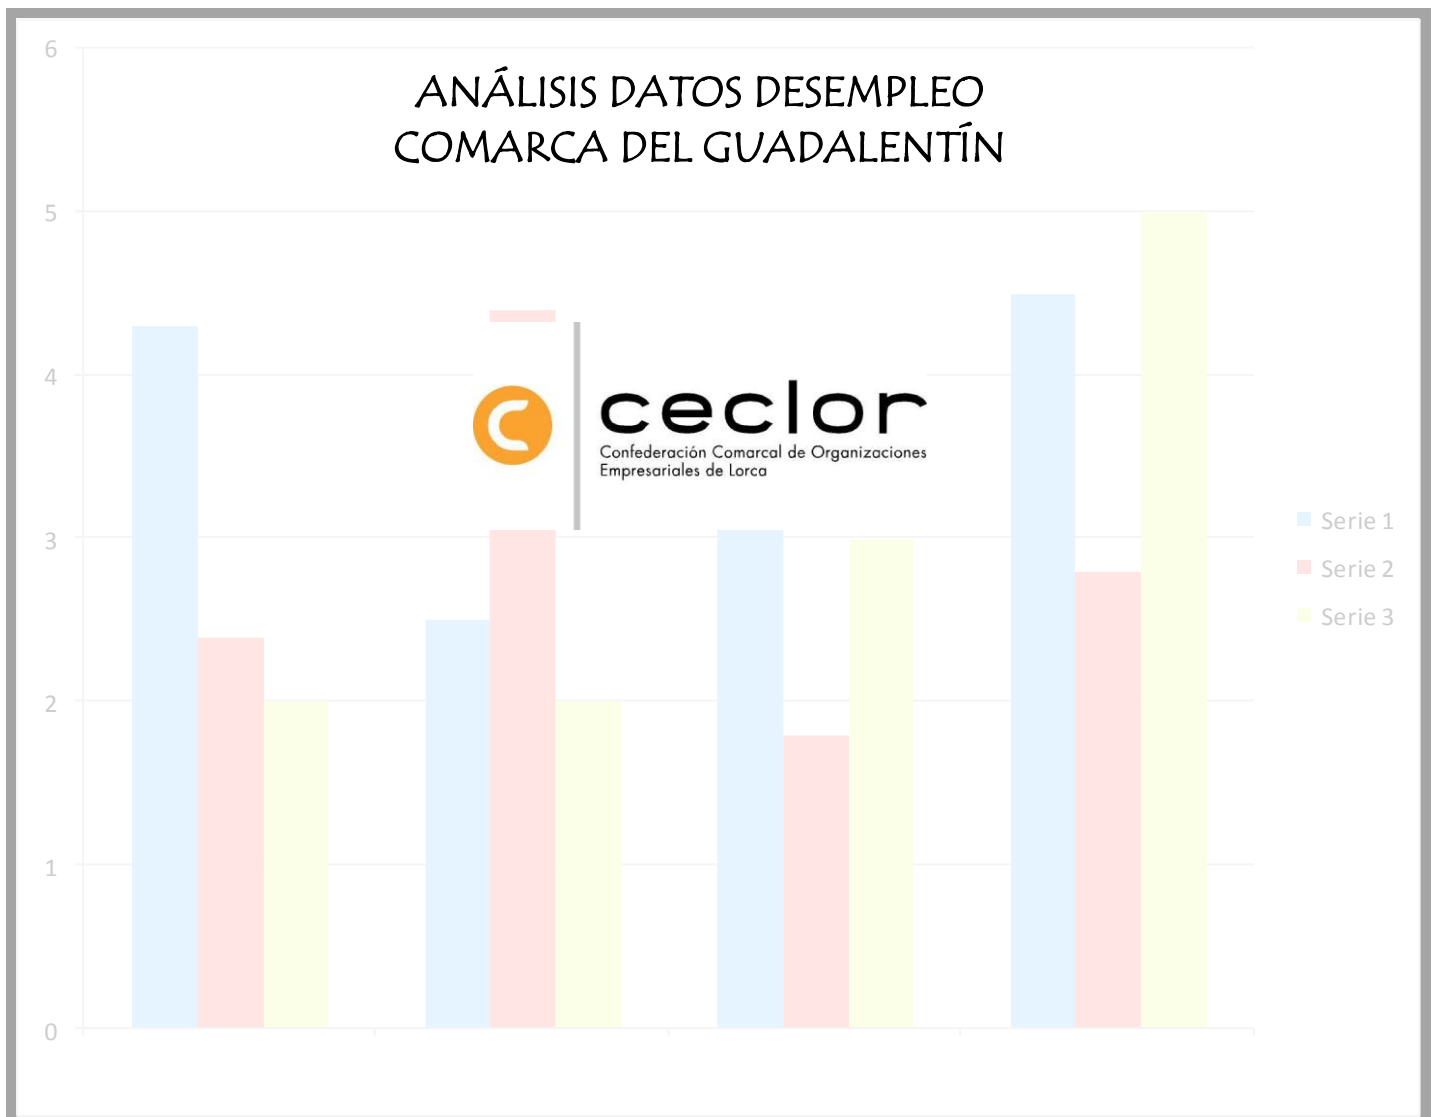 ANÁLISIS DATOS DESEMPLEO
COMARCA DEL GUADALENTÍN
6
5
4
3
2
1
0
ceclor
Confederación Comarcal de Organizaciones
Empresariales de Lorca
Serie 1
Serie 2
Serie 3